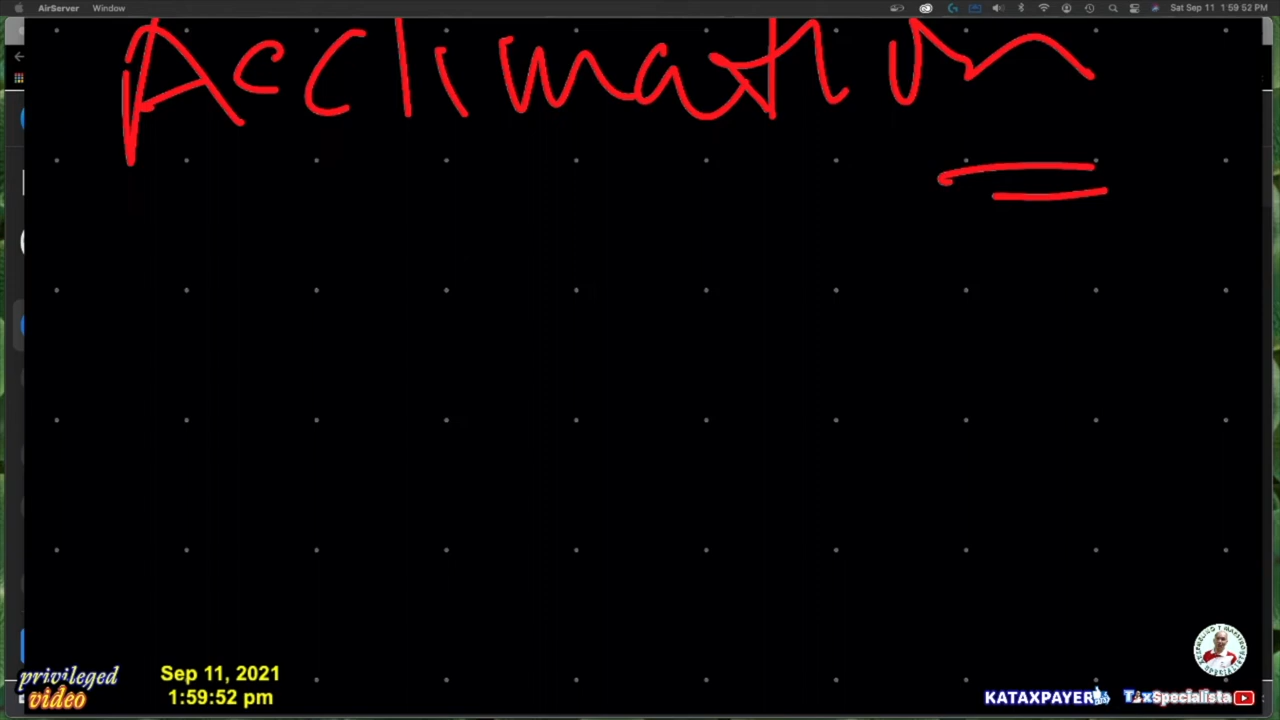 AirServer Window Sat Sep 11 1:59:52 PM
Acclimation
privileged
video
Sep 11, 2021
1:59:52 pm
KATAXPAYER TaxSpecialista